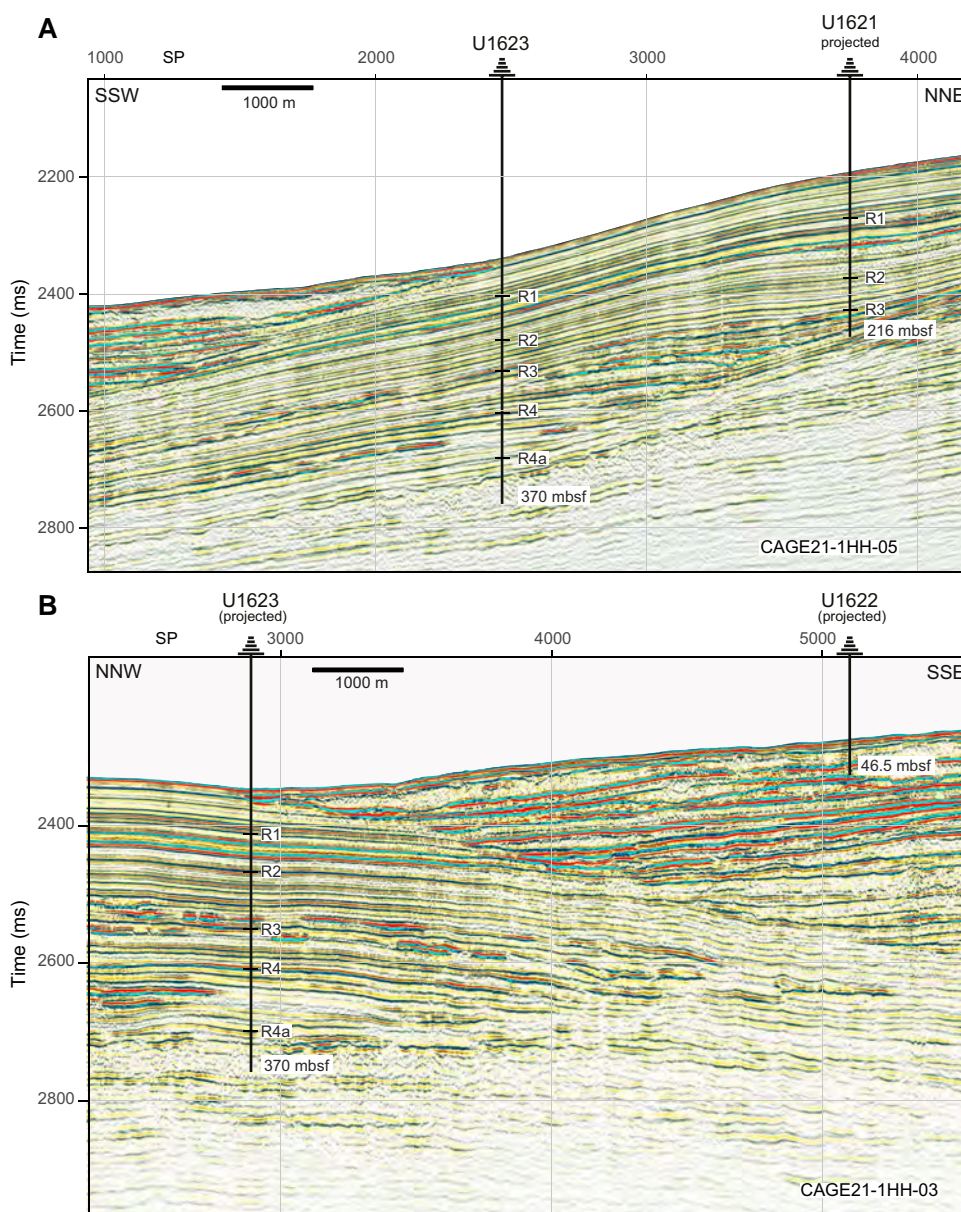 A
U1623
U1621
projected
1000
SP
2000
3000
4000
SSW
1000 m
NNE
2200
R1
R2
2400
R1
R3
216 mbsf
R2
R3
2600
R4
R4a
370 mbsf
2800
CAGE21-1HH-05
Time (ms)
B
U1623
(projected)
U1622
(projected)
SP
3000
4000
5000
NNW
1000 m
SSE
46.5 mbsf
2400
R1
R2
R3
2600
R4
R4a
370 mbsf
2800
CAGE21-1HH-03
Time (ms)